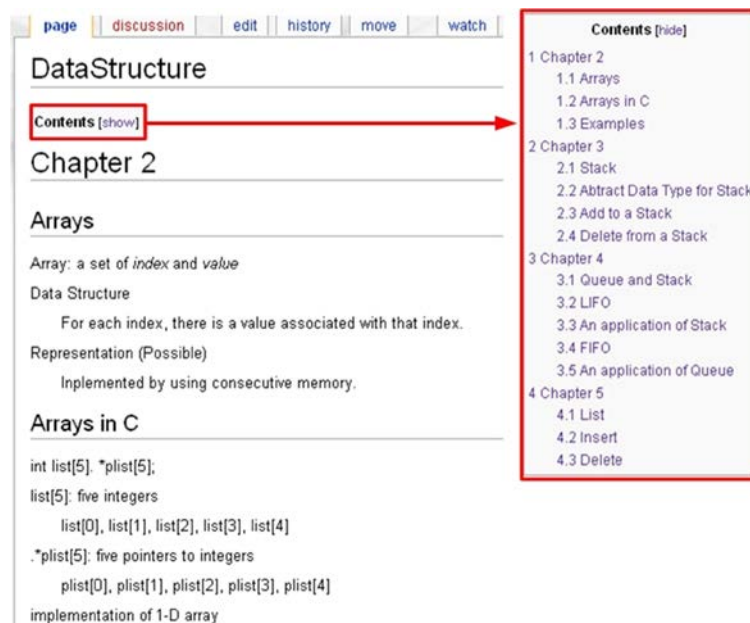 page discussion edit history move watch
DataStructure
Contents [show]
Chapter 2
Arrays
Array: a set of index and value
Data Structure
For each index, there is a value associated with that index.
Representation (Possible)
Inplemented by using consecutive memory.
Arrays in C
int list[5]. *plist[5];
list[5]: five integers
list[0], list[1], list[2], list[3], list[4]
.*plist[5]: five pointers to integers
plist[0], plist[1], plist[2], plist[3], plist[4]
implementation of 1-D array
Contents [hide]
1 Chapter 2
1.1 Arrays
1.2 Arrays in C
1.3 Examples
2 Chapter 3
2.1 Stack
2.2 Abtract Data Type for Stack
2.3 Add to a Stack
2.4 Delete from a Stack
3 Chapter 4
3.1 Queue and Stack
3.2 LIFO
3.3 An application of Stack
3.4 FIFO
3.5 An application of Queue
4 Chapter 5
4.1 List
4.2 Insert
4.3 Delete